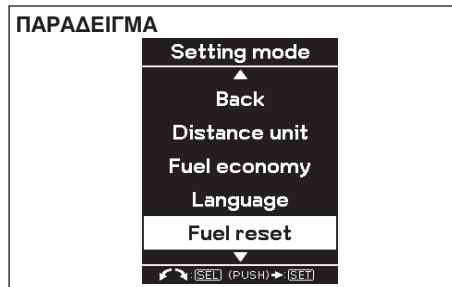 ΠΑΡΑΔΕΙΓΜΑ
Setting mode
Back
Distance unit
Fuel economy
Language
Fuel reset
:SEL (PUSH)➔:SET